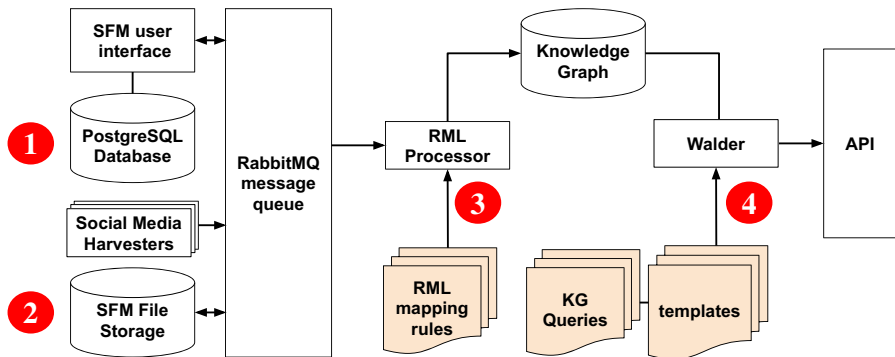 SFM user
interface
1
PostgreSQL
Database
Social Media
Harvesters
2
SFM File
Storage
RabbitMQ
message
queue
RML
Processor
3
RML
mapping
rules
Knowledge
Graph
KG
Queries
templates
Walder
4
API